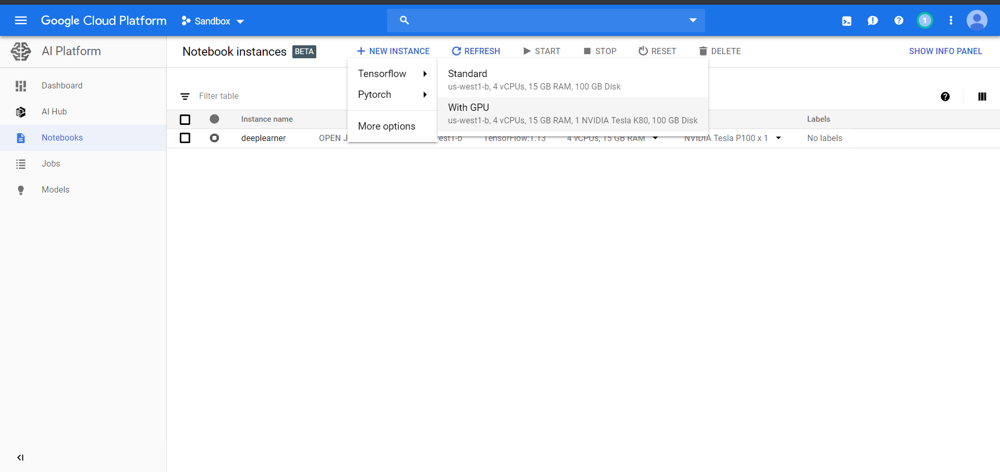 Google Cloud Platform Sandbox 1
AI Platform
Notebook instances BETA NEW INSTANCE REFRESH START STOP RESET DELETE SHOW INFO PANEL
Tensorflow
Pytorch
More options
Standard
us-west1-b, 4 vCPUs, 15 GB RAM, 100 GB Disk
With GPU
us-west1-b, 4 vCPUs, 15 GB RAM, 1 NVIDIA Tesla K80, 100 GB Disk
Dashboard
AI Hub
Notebooks
Jobs
Models
Filter table
Instance name Labels
deeplearner OPEN J est1-b TensorFlow:1.13 4 vCPUs, 15 GB RAM NVIDIA Tesla P100 x 1 No labels